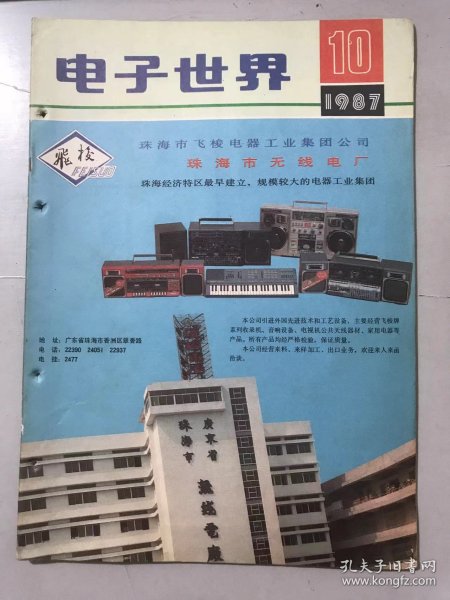 电子世界
10
1987
飞梭
FEISUO
珠海市飞梭电器工业集团公司
珠海市无线电厂
珠海经济特区最早建立，规模较大的电器工业集团
本公司引进外国先进技术和工艺设备，主要经营飞梭牌
系列收录机、音响设备、电视机公共天线器材、家用电器等
产品。所有产品均经严格检验，保证质量。
本公司经营来料、来样加工，出口业务，欢迎来人来函
洽谈。
地 址：广东省珠海市香洲区翠香路
电 话：22390 24051 22937
电 挂：2477
广东省
珠海市
无线电厂
孔夫子旧书网
www.kongfz.com